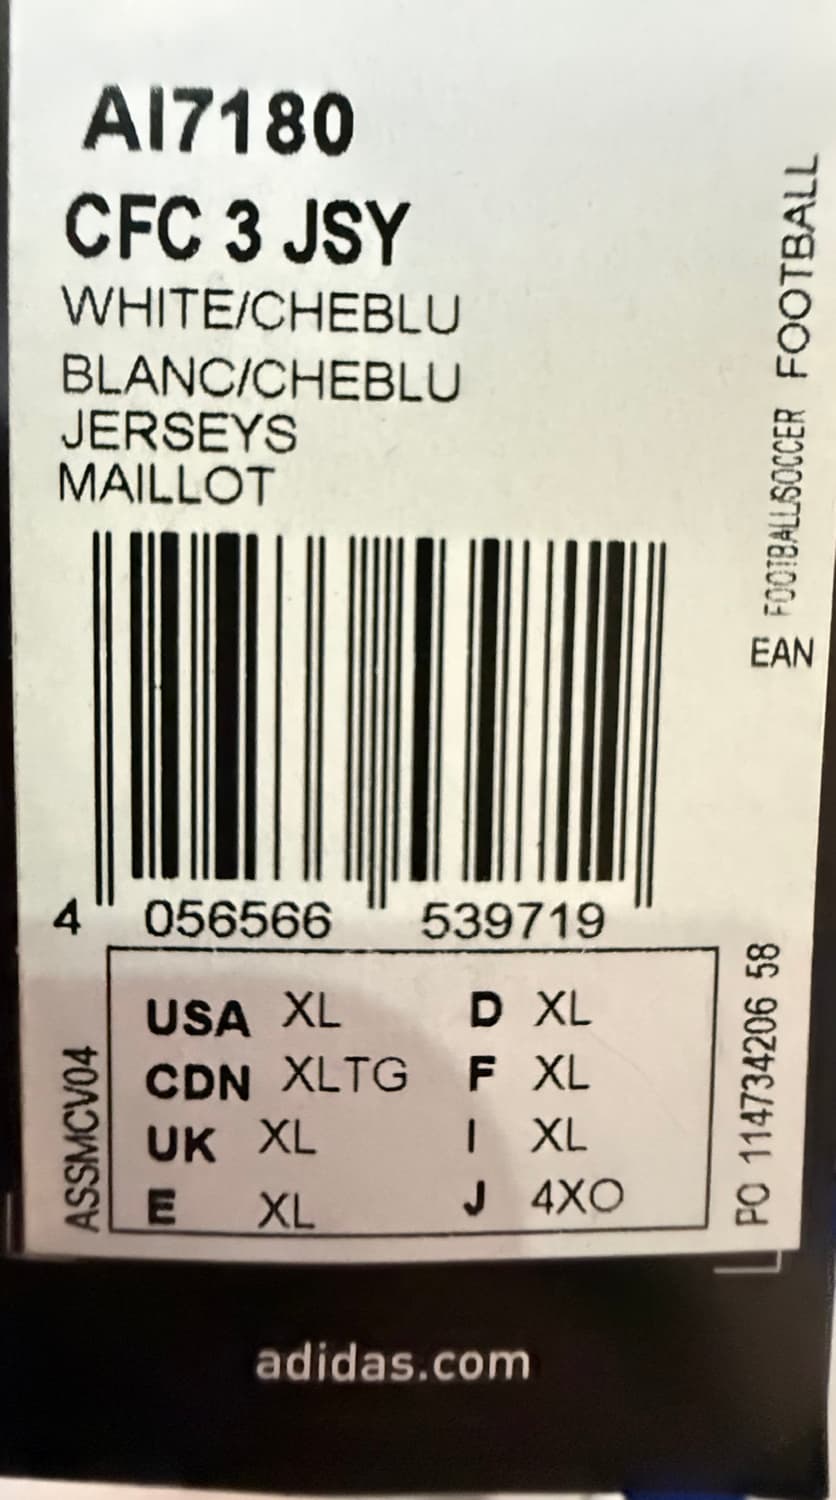 AI7180
CFC 3 JSY
WHITE/CHEBLU
BLANC/CHEBLU
JERSEYS
MAILLOT
FOOTBALL/SOCCER FOOTBALL
EAN
4 056566 539719
USA XL D XL
CDN XLTG F XL
UK XL I XL
E XL J 4XO
ASSMCV04
PO 114734206 58
adidas.com